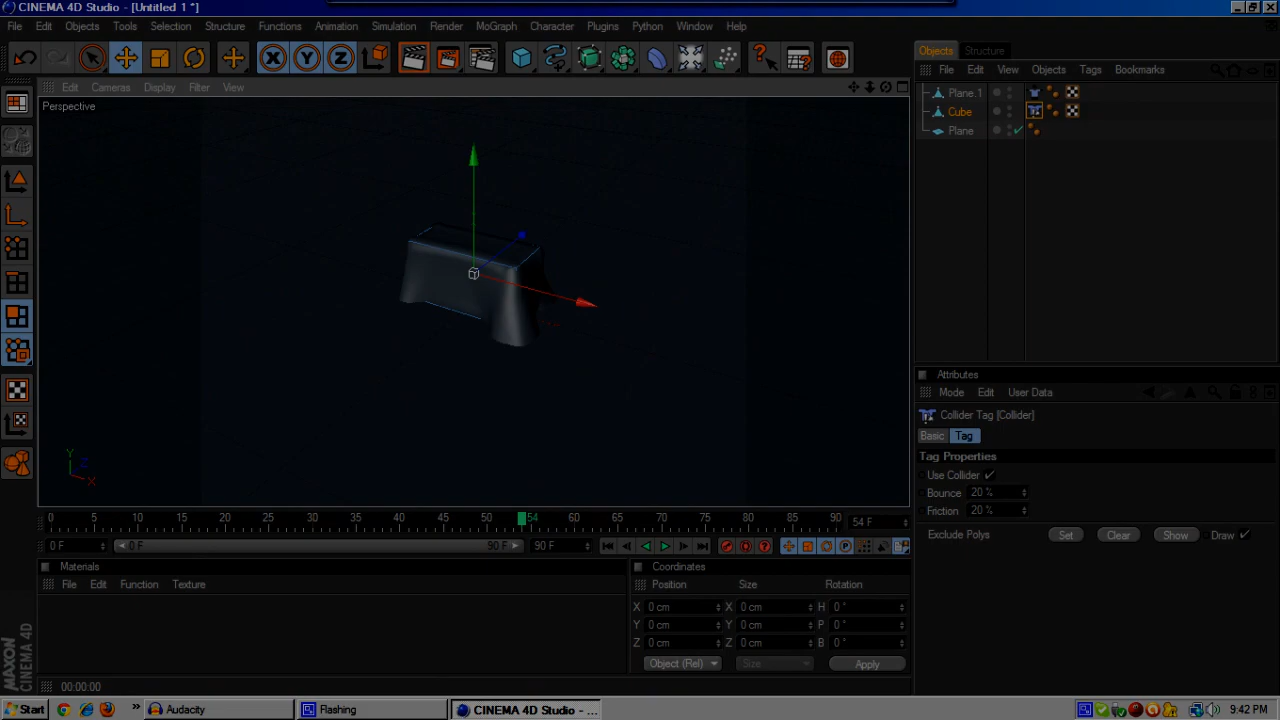 CINEMA 4D Studio - [Untitled 1 *]
File Edit Objects Tools Selection Structure Functions Animation Simulation Render MoGraph Character Plugins Python Window Help
X Y Z
Objects Structure
File Edit View Objects Tags Bookmarks
Plane.1
Cube
Plane
Edit Cameras Display Filter View
Perspective
Y
Z
X
Attributes
Mode Edit User Data
Collider Tag [Collider]
Basic Tag
Tag Properties
Use Collider
Bounce 20 %
Friction 20 %
Exclude Polys Set Clear Show Draw
0 5 10 15 20 25 30 35 40 45 50 54 60 65 70 75 80 85 90 54 F
0 F 0 F 90 F 90 F
Materials
File Edit Function Texture
Coordinates
Position Size Rotation
X 0 cm X 0 cm H 0 °
Y 0 cm Y 0 cm P 0 °
Z 0 cm Z 0 cm B 0 °
Object (Rel) Size Apply
MAXON
CINEMA 4D
00:00:00
Start Audacity Flashing CINEMA 4D Studio - ... 9:42 PM